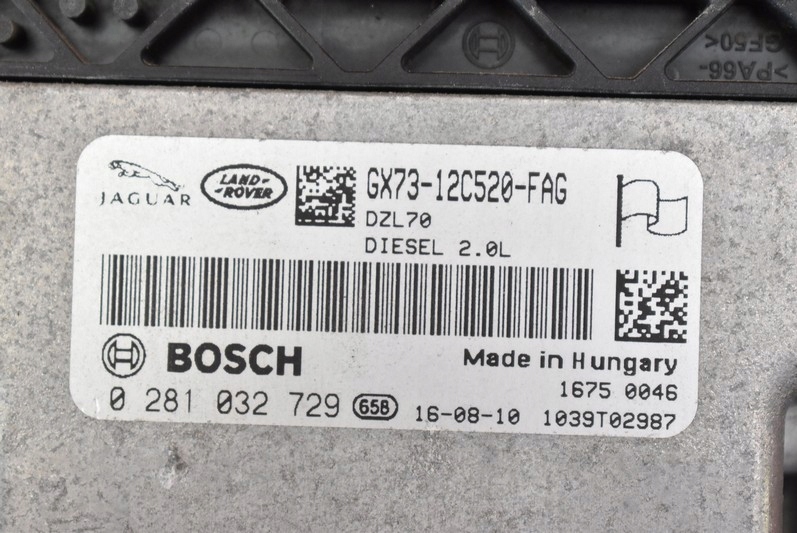 >PA66-
GF50<
JAGUAR
LAND-
-ROVER
GX73-12C520-FAG
DZL70
DIESEL 2.0L
BOSCH
Made in Hungary
1675 0046
0 281 032 729 658 16-08-10 1039T02987